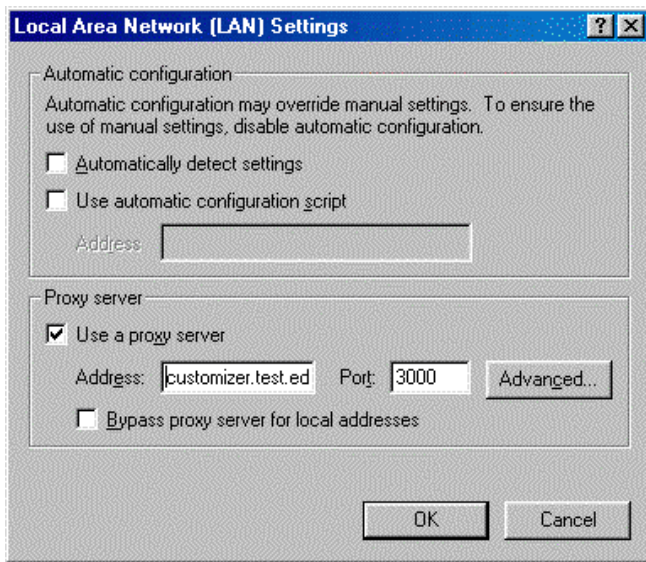 Local Area Network (LAN) Settings
Automatic configuration
Automatic configuration may override manual settings. To ensure the
use of manual settings, disable automatic configuration.
Automatically detect settings
Use automatic configuration script
Address
Proxy server
Use a proxy server
Address: customizer.test.ed Port: 3000 Advanced...
Bypass proxy server for local addresses
OK Cancel